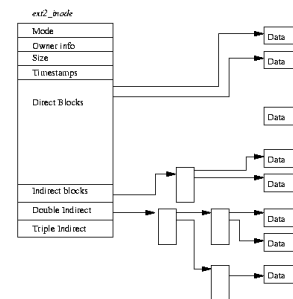 ext2_inode
Mode
Owner info
Size
Timestamps
Direct Blocks
Indirect blocks
Double Indirect
Triple Indirect
Data
Data
Data
Data
Data
Data
Data
Data